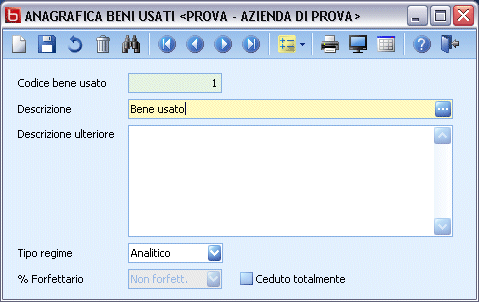 ANAGRAFICA BENI USATI <PROVA - AZIENDA DI PROVA>
Codice bene usato 1
Descrizione Bene usato
Descrizione ulteriore
Tipo regime Analitico
% Forfettario Non forfett. Ceduto totalmente